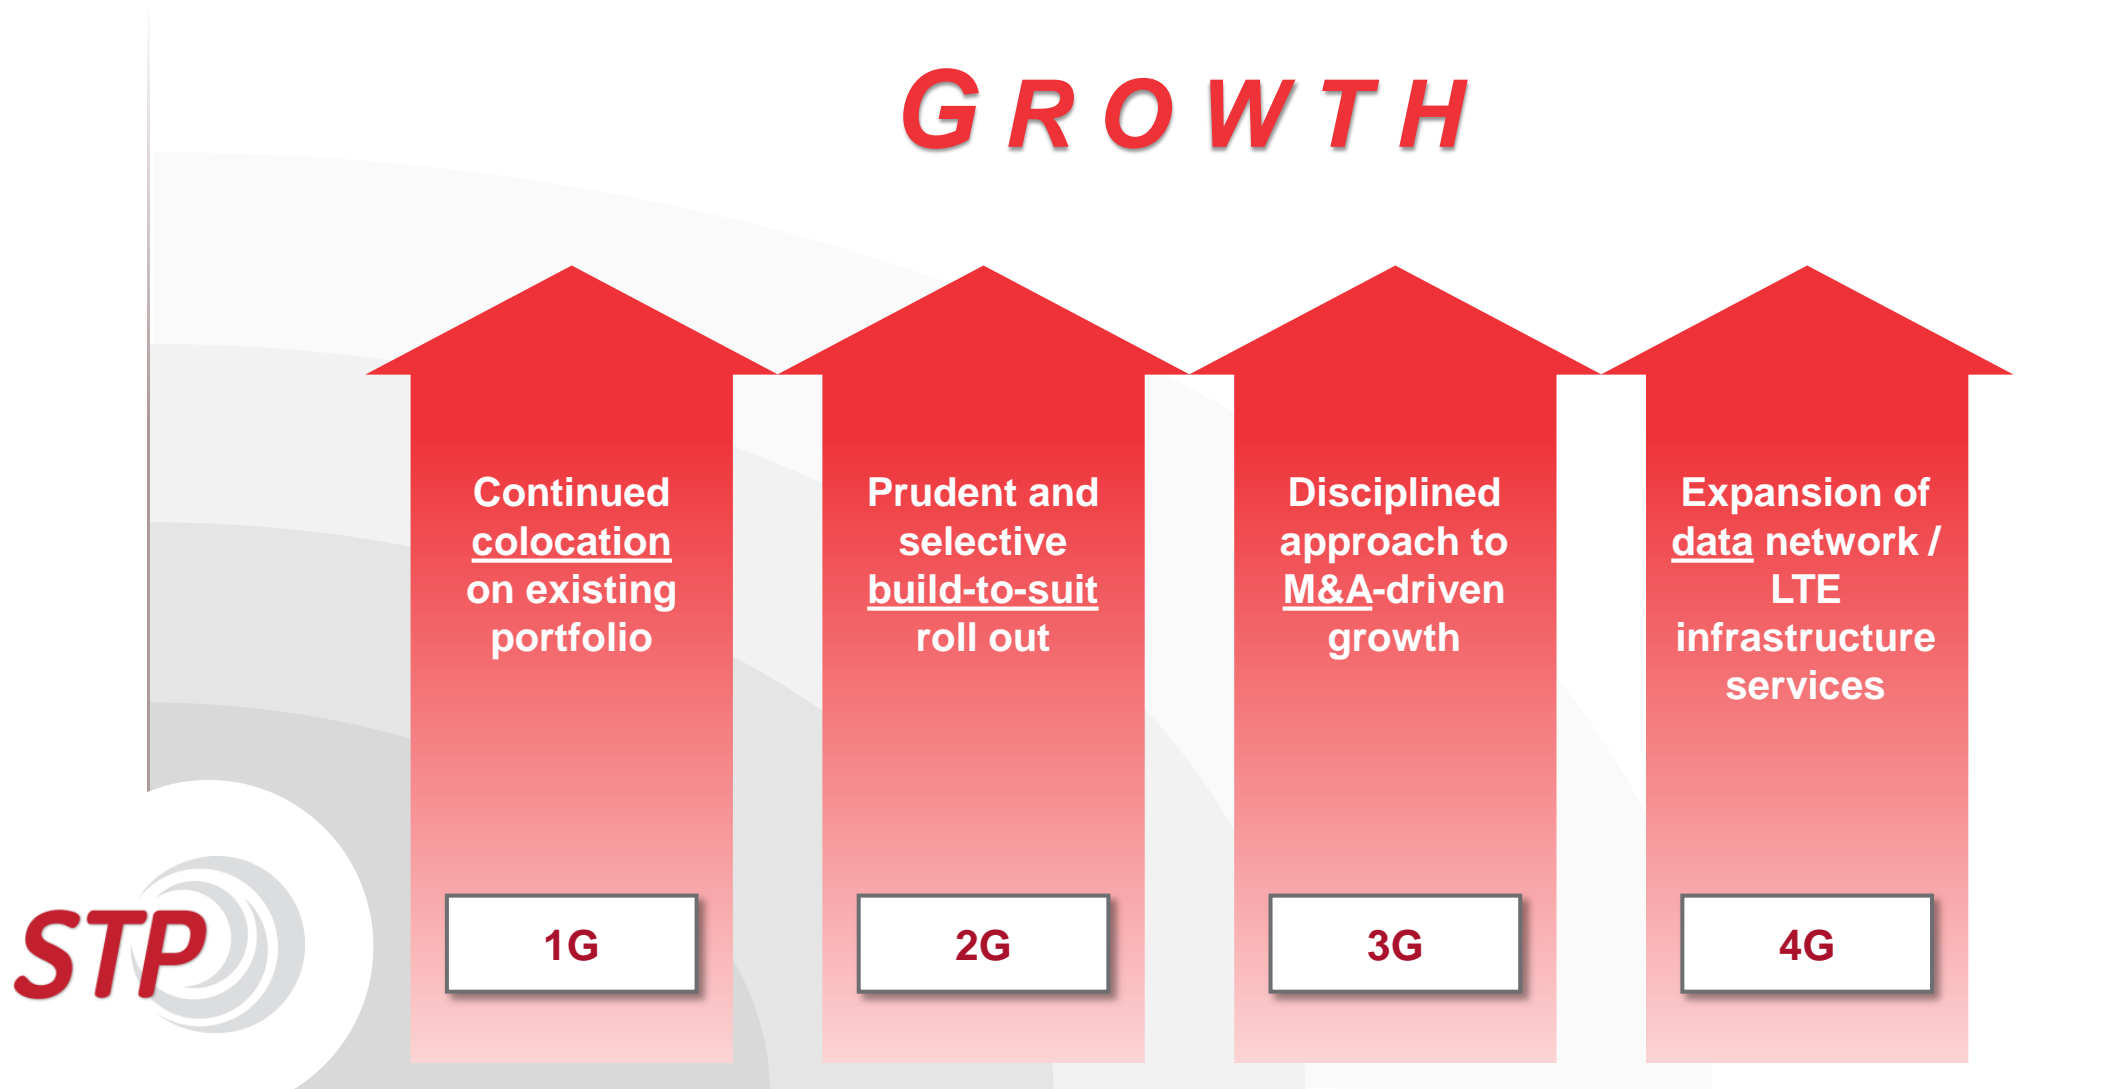 GROWTH
Continued
colocation
on existing
portfolio
1G
Prudent and
selective
build-to-suit
roll out
2G
Disciplined
approach to
M&A-driven
growth
3G
Expansion of
data network /
LTE
infrastructure
services
4G
STP